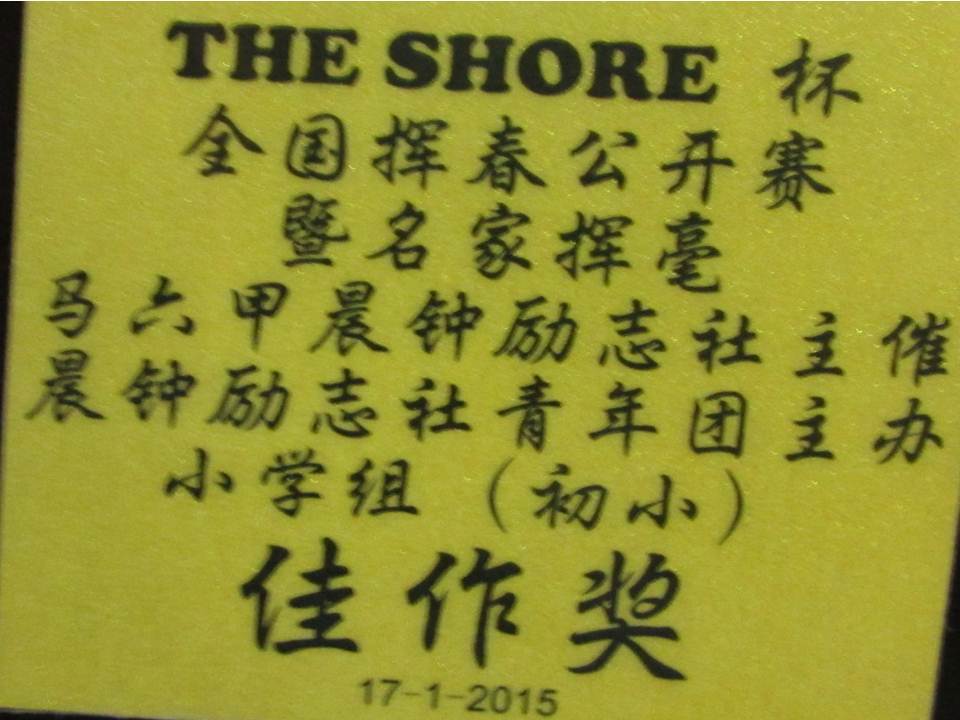 THE SHORE 杯
全国挥春公开赛
暨名家挥毫
马六甲晨钟励志社主催
晨钟励志社青年团主办
小学组（初小）
佳作奖
17-1-2015